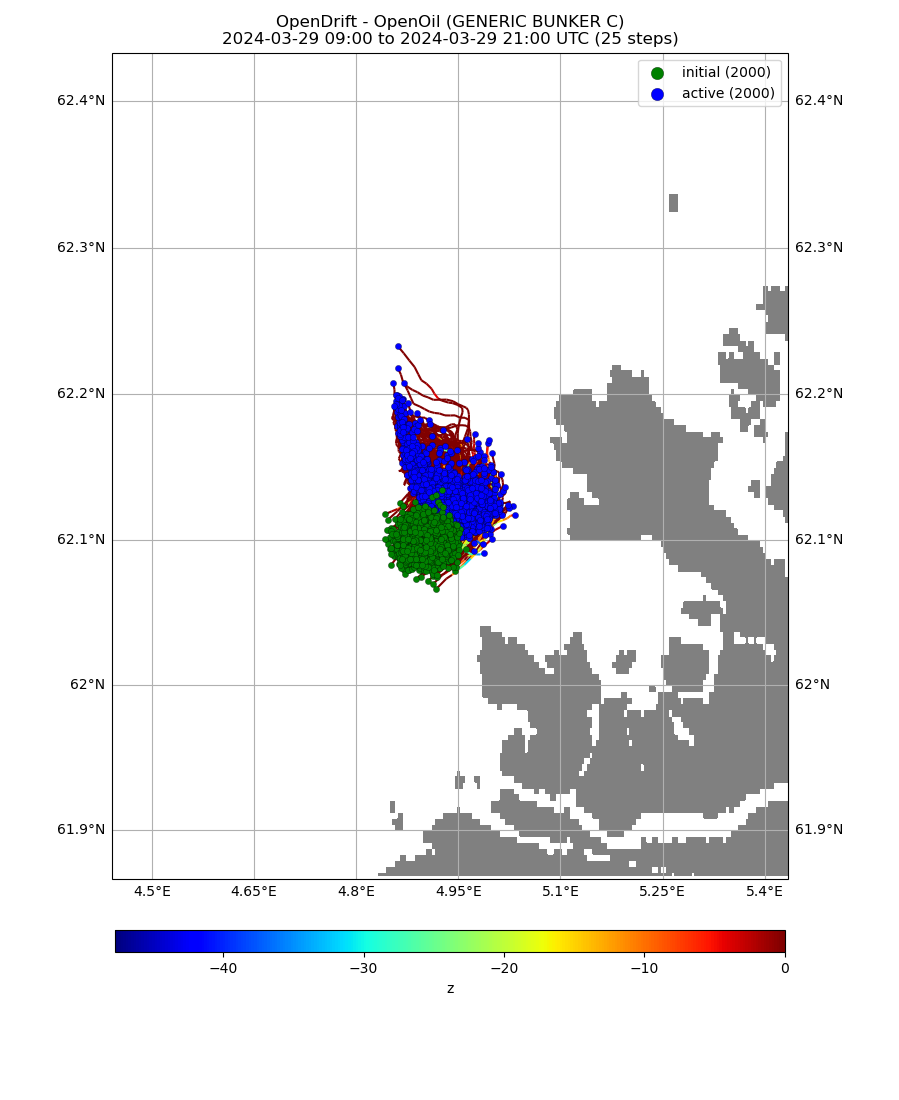 OpenDrift - OpenOil (GENERIC BUNKER C)
2024-03-29 09:00 to 2024-03-29 21:00 UTC (25 steps)
initial (2000)
active (2000)
62.4°N 62.4°N
62.3°N 62.3°N
62.2°N 62.2°N
62.1°N 62.1°N
62°N 62°N
61.9°N 61.9°N
4.5°E 4.65°E 4.8°E 4.95°E 5.1°E 5.25°E 5.4°E
−40 −30 −20 −10 0
z